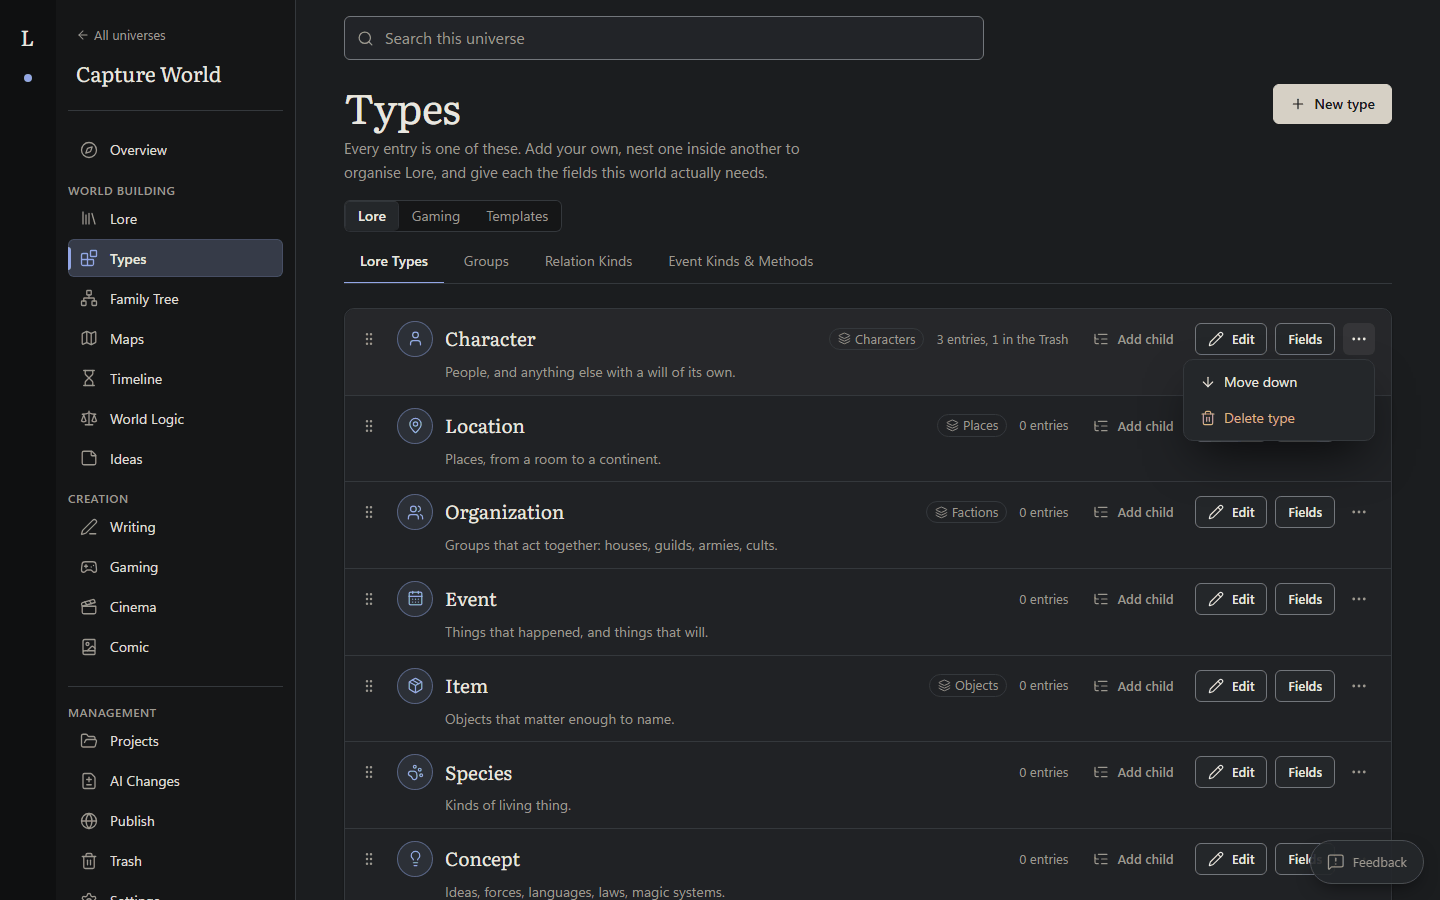 L
All universes
Capture World
Overview
WORLD BUILDING
Lore
Types
Family Tree
Maps
Timeline
World Logic
Ideas
CREATION
Writing
Gaming
Cinema
Comic
MANAGEMENT
Projects
AI Changes
Publish
Trash
Settings
Search this universe
Types
New type
Every entry is one of these. Add your own, nest one inside another to
organise Lore, and give each the fields this world actually needs.
Lore Gaming Templates
Lore Types Groups Relation Kinds Event Kinds & Methods
Character Characters 3 entries, 1 in the Trash Add child Edit Fields
People, and anything else with a will of its own.
Move down
Delete type
Location Places 0 entries Add child
Places, from a room to a continent.
Organization Factions 0 entries Add child Edit Fields
Groups that act together: houses, guilds, armies, cults.
Event 0 entries Add child Edit Fields
Things that happened, and things that will.
Item Objects 0 entries Add child Edit Fields
Objects that matter enough to name.
Species 0 entries Add child Edit Fields
Kinds of living thing.
Concept 0 entries Add child Edit
Ideas, forces, languages, laws, magic systems.
Feedback